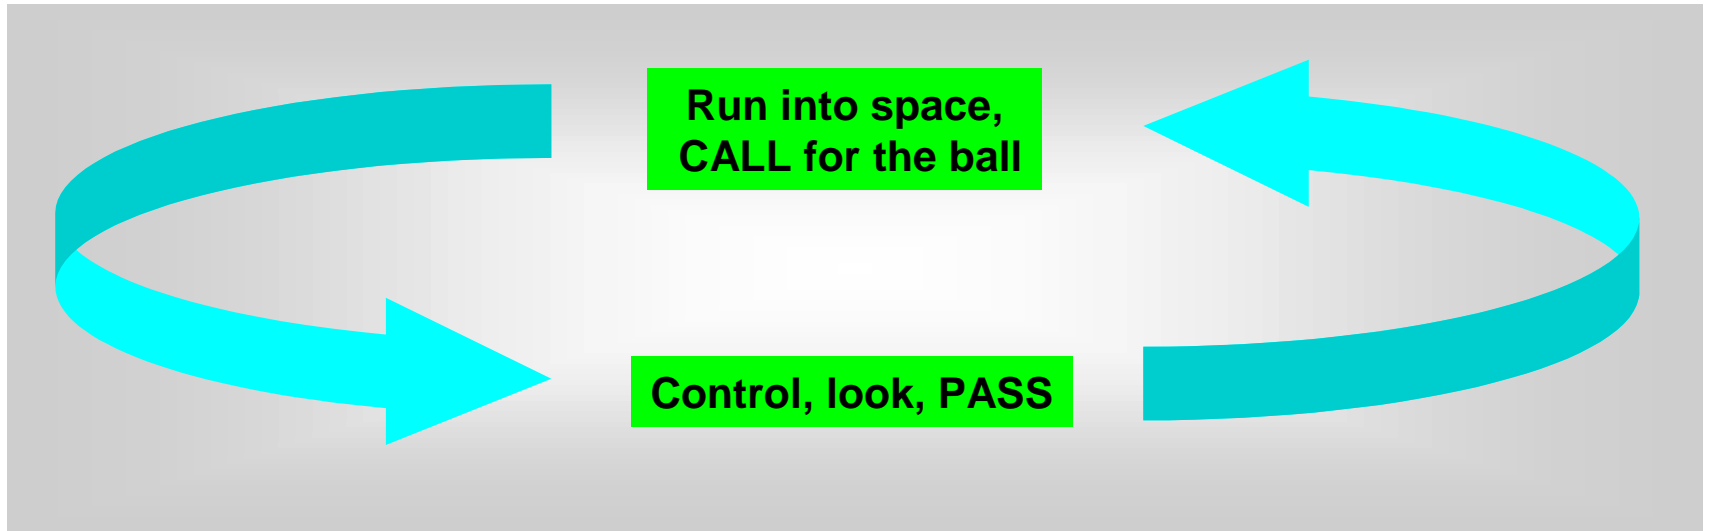 Run into space,
CALL for the ball
Control, look, PASS